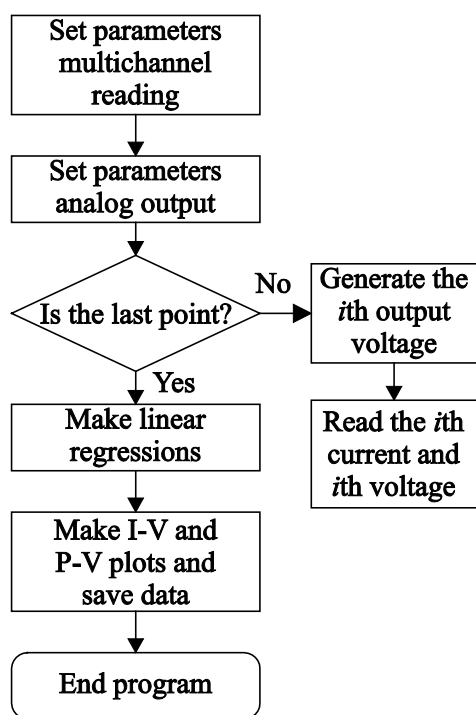 Set parameters
multichannel
reading
Set parameters
analog output
Is the last point?
No
Generate the
ith output
voltage
Read the ith
current and
ith voltage
Yes
Make linear
regressions
Make I-V and
P-V plots and
save data
End program